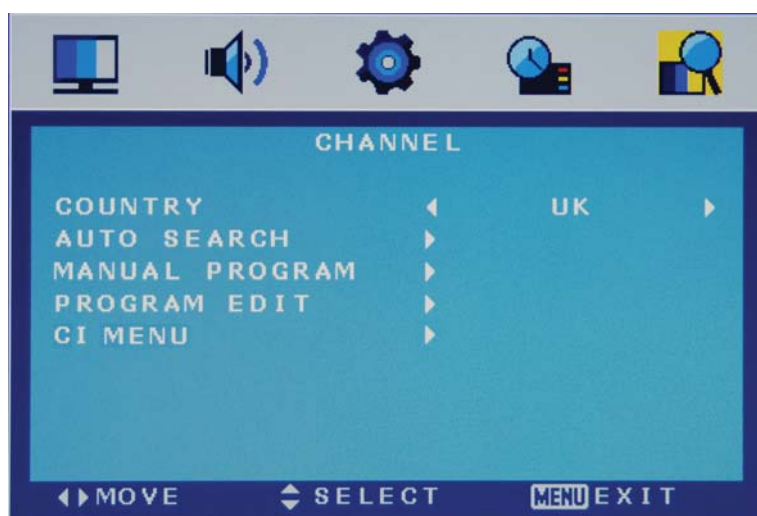 CHANNEL
COUNTRY UK
AUTO SEARCH
MANUAL PROGRAM
PROGRAM EDIT
CI MENU
MOVE SELECT MENU EXIT